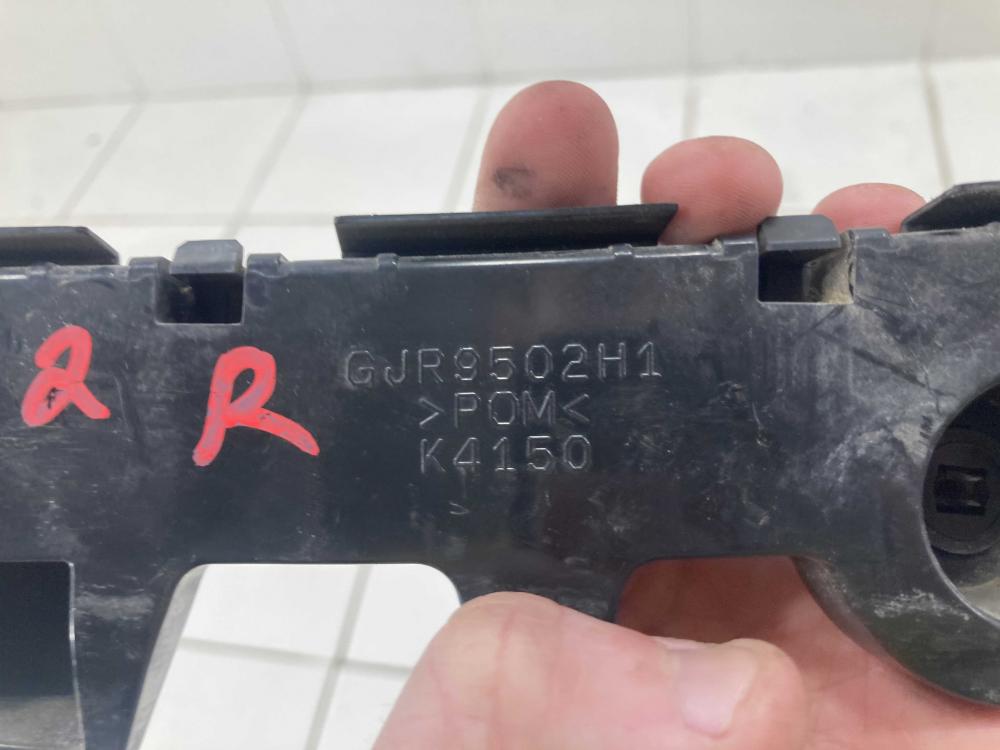 GJR9502H1
>POM<
K4150
>
2 R